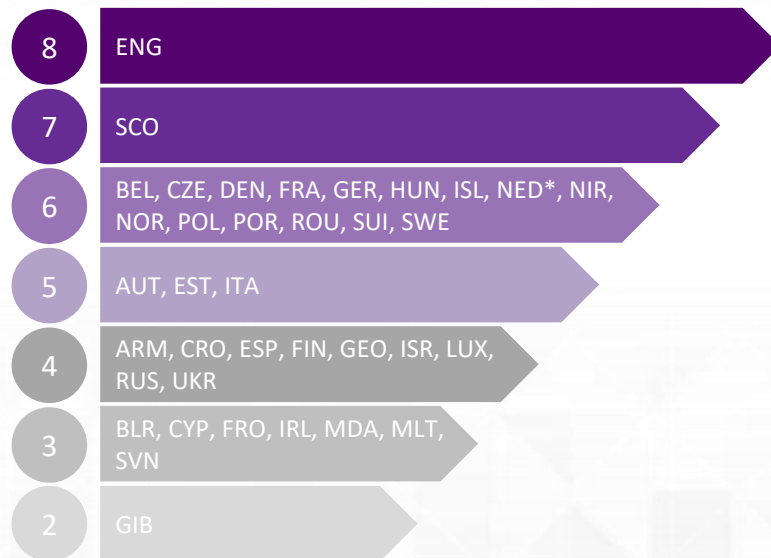 8
ENG
7
SCO
6
BEL, CZE, DEN, FRA, GER, HUN, ISL, NED*, NIR,
NOR, POL, POR, ROU, SUI, SWE
5
AUT, EST, ITA
4
ARM, CRO, ESP, FIN, GEO, ISR, LUX,
RUS, UKR
3
BLR, CYP, FRO, IRL, MDA, MLT,
SVN
2
GIB